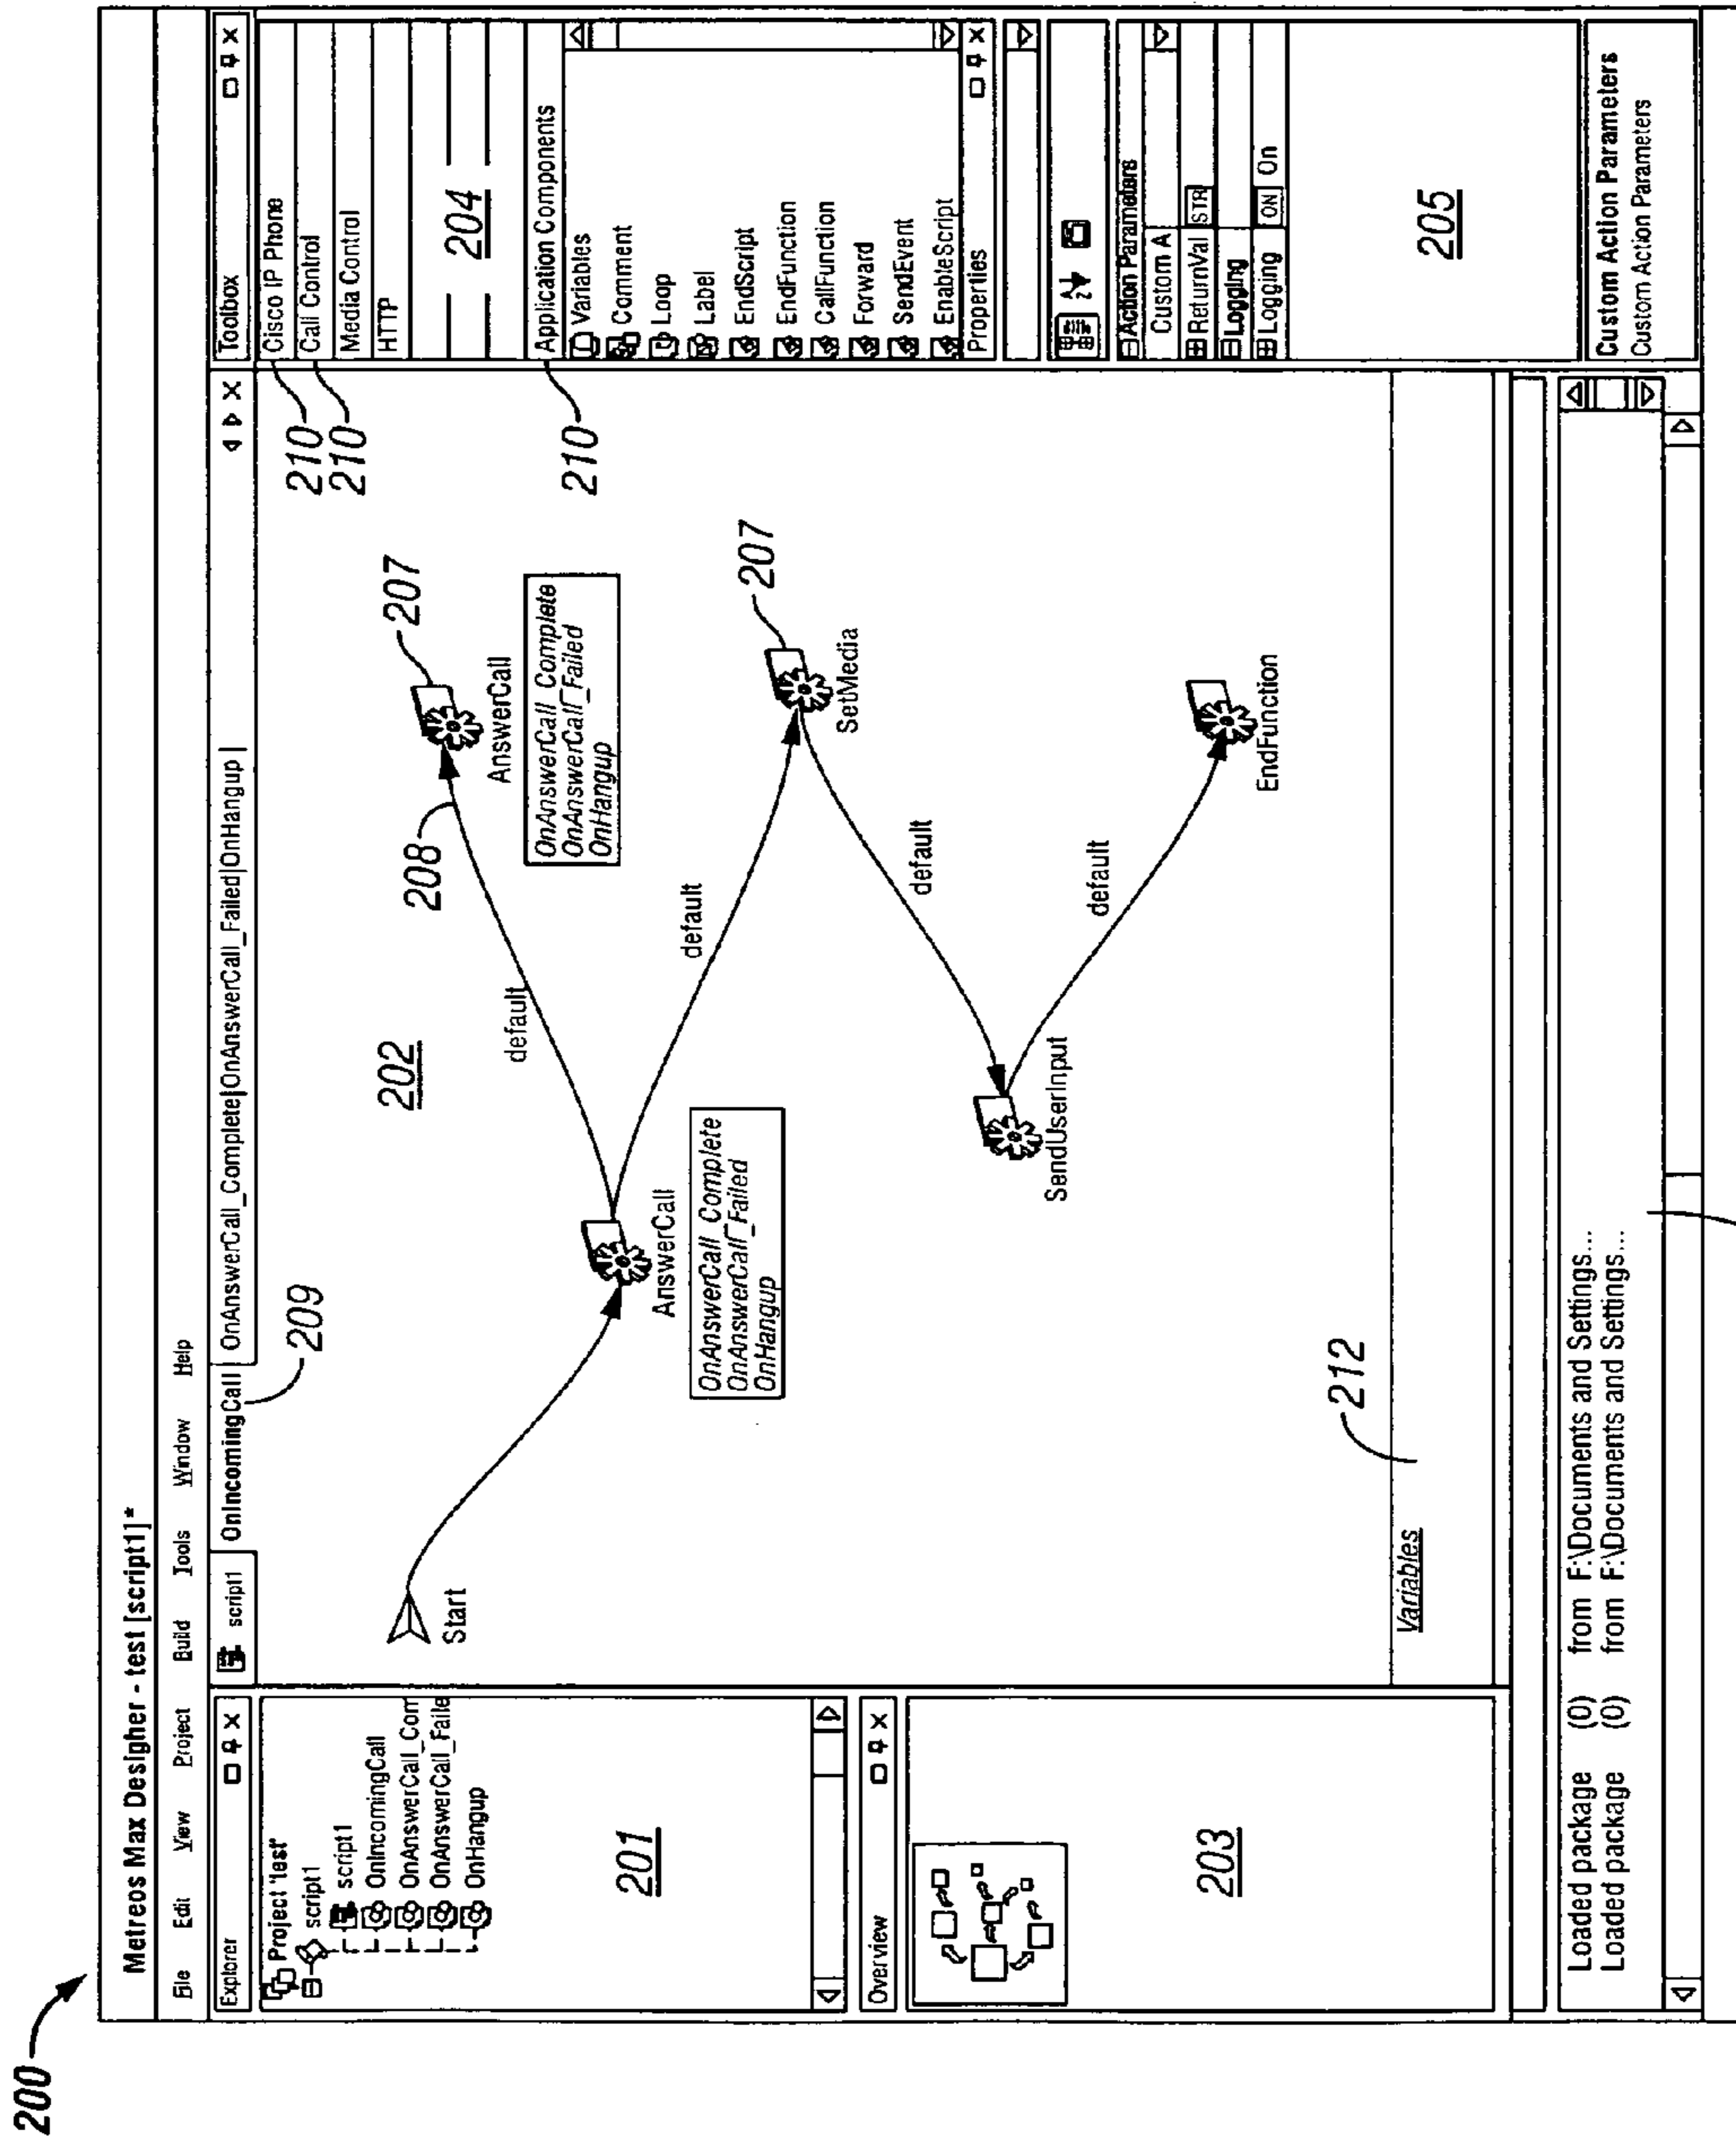 200
Metreos Max Desigher - test [script1]*
File Edit View Project Build Tools Window Help
Explorer
Project 'test'
script1
script1
OnIncomingCall
OnAnswerCall_Com
OnAnswerCall_Faile
OnHangup
201
Overview
203
script1 OnIncomingCall OnAnswerCall_Complete|OnAnswerCall_Failed|OnHangup|
209
202
Start
AnswerCall
OnAnswerCall_Complete
OnAnswerCall_Failed
OnHangup
default
208
207
AnswerCall
OnAnswerCall_Complete
OnAnswerCall_Failed
OnHangup
default
207
SetMedia
default
SendUserInput
default
EndFunction
212
Variables
Toolbox
Cisco IP Phone
210
Call Control
210
Media Control
HTTP
204
Application Components
210
Variables
Comment
Loop
Label
EndScript
EndFunction
CallFunction
Forward
SendEvent
EnableScript
Properties
Action Parameters
Custom A
ReturnVal STR
Logging
Logging ON On
205
Custom Action Parameters
Custom Action Parameters
Loaded package (0) from F:\Documents and Settings...
Loaded package (0) from F:\Documents and Settings...